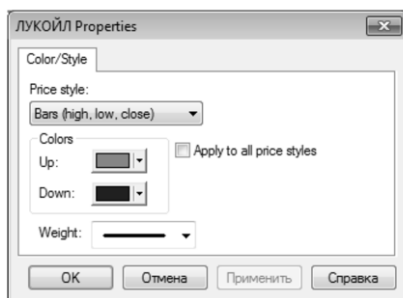 ЛУКОЙЛ Properties
Color/Style
Price style:
Bars (high, low, close)
Colors
Up:
Apply to all price styles
Down:
Weight:
OK
Отмена
Применить
Справка